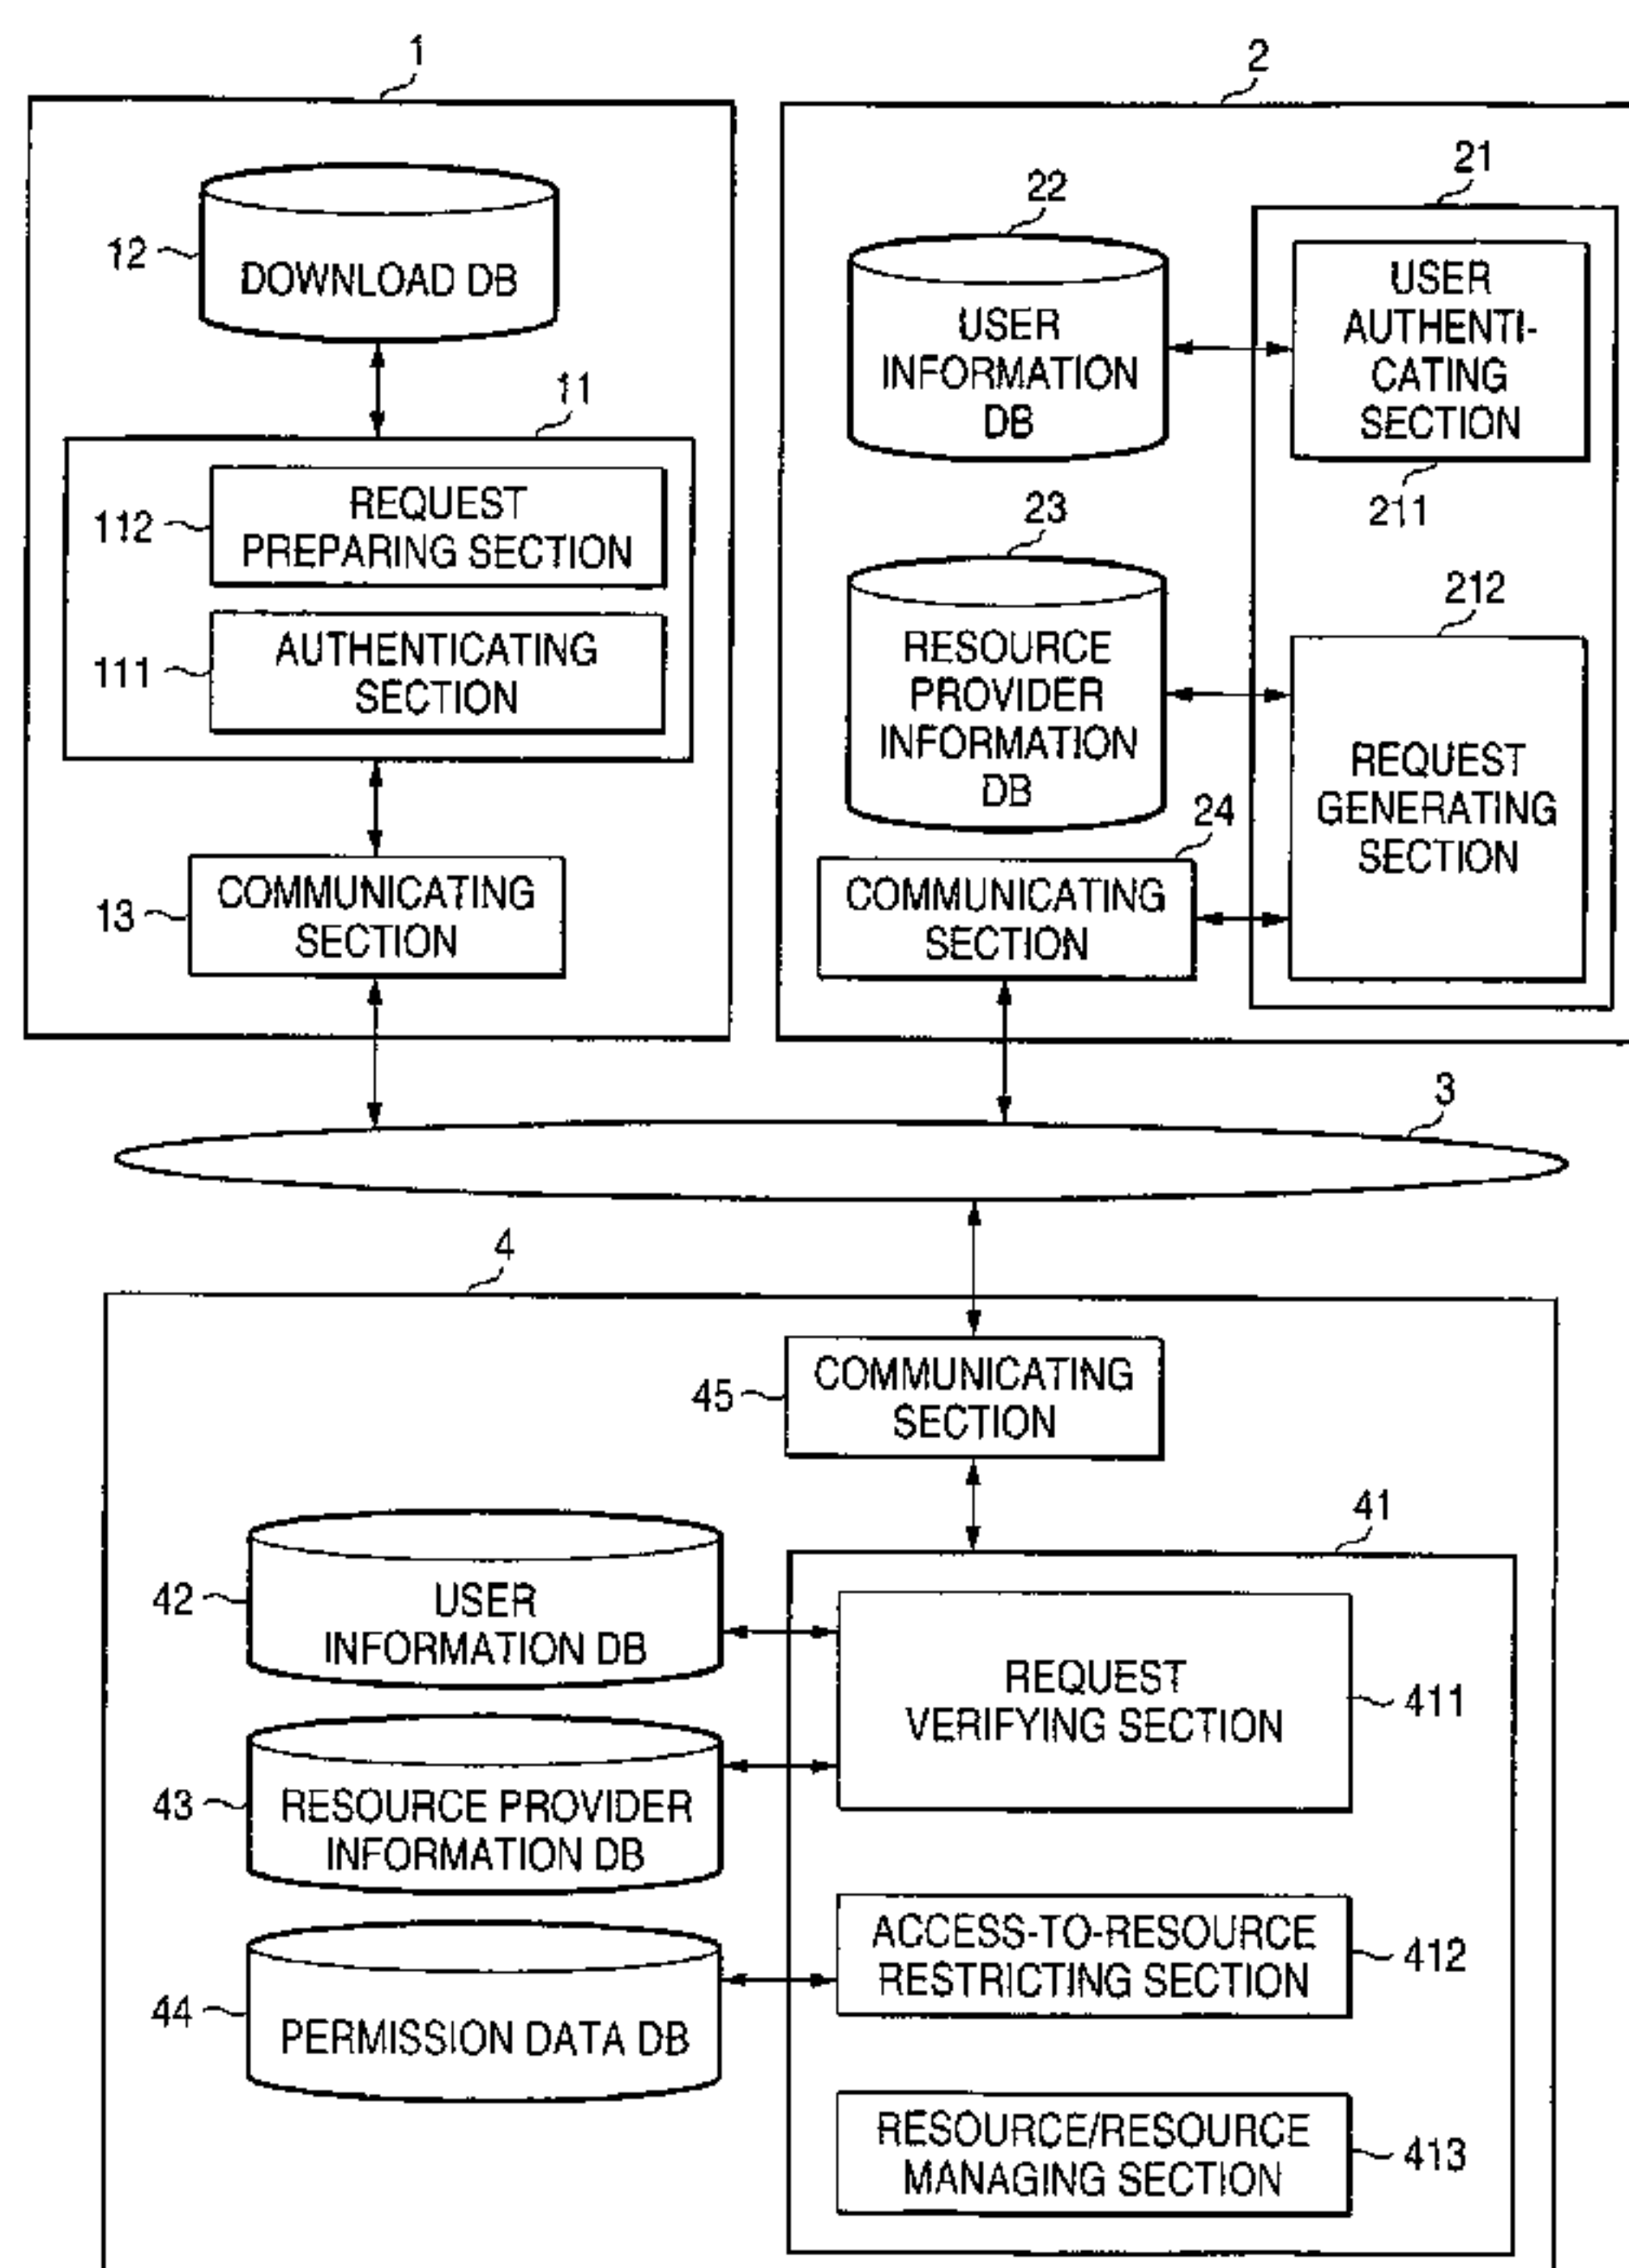 1
2
12
DOWNLOAD DB
11
112
REQUEST
PREPARING SECTION
111
AUTHENTICATING
SECTION
13
COMMUNICATING
SECTION
22
USER
INFORMATION
DB
21
USER
AUTHENTI-
CATING
SECTION
211
23
RESOURCE
PROVIDER
INFORMATION
DB
212
REQUEST
GENERATING
SECTION
24
COMMUNICATING
SECTION
3
4
45
COMMUNICATING
SECTION
41
42
USER
INFORMATION DB
REQUEST
VERIFYING SECTION
411
43
RESOURCE PROVIDER
INFORMATION DB
ACCESS-TO-RESOURCE
RESTRICTING SECTION
412
44
PERMISSION DATA DB
RESOURCE/RESOURCE
MANAGING SECTION
413